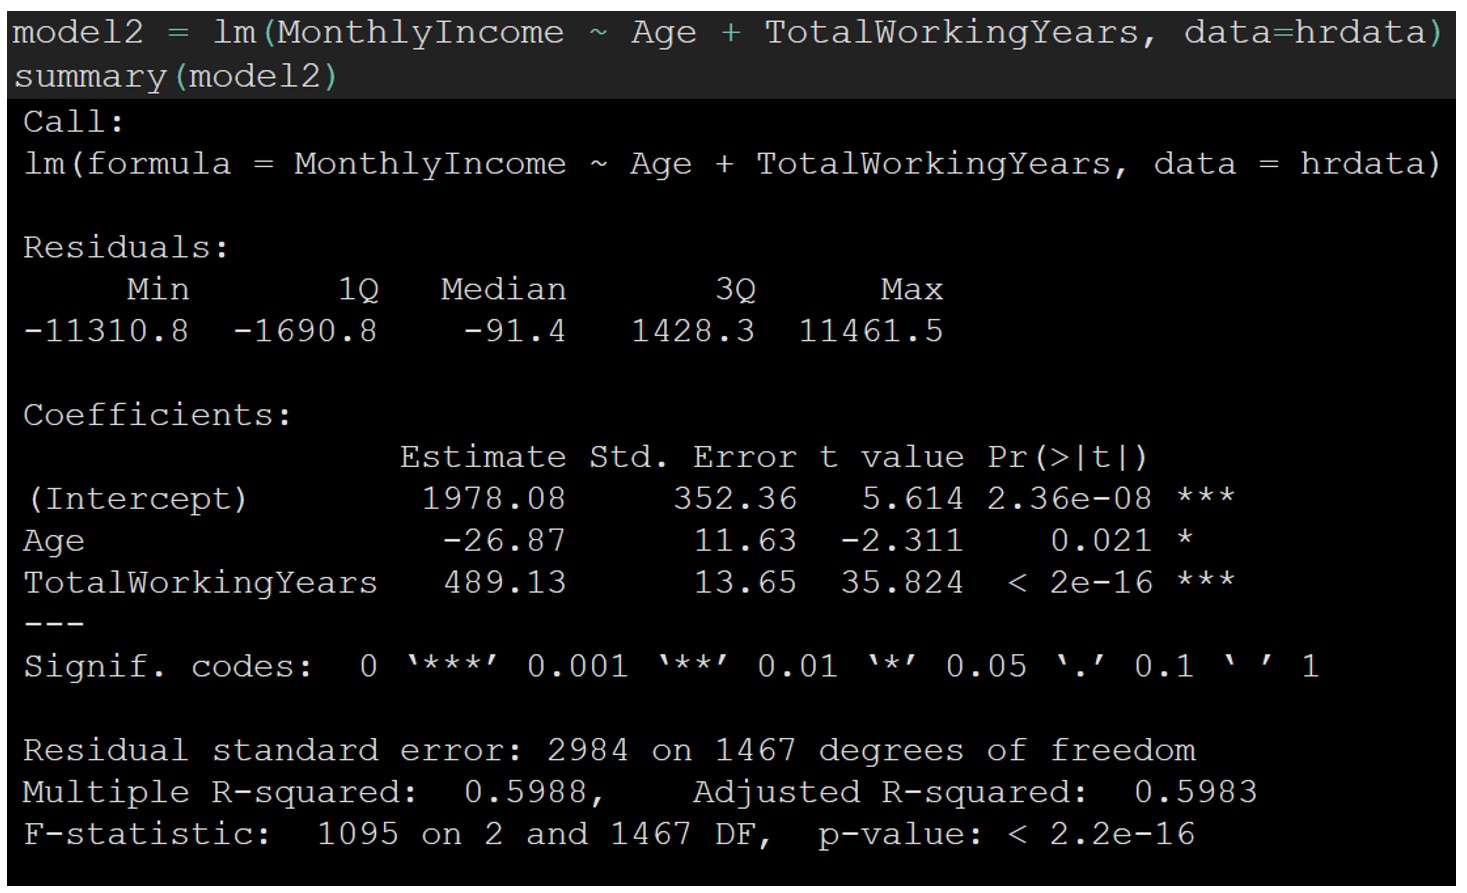 model2 = lm(MonthlyIncome ~ Age + TotalWorkingYears, data=hrdata)
summary(model2)
Call:
lm(formula = MonthlyIncome ~ Age + TotalWorkingYears, data = hrdata)
Residuals:
     Min       1Q   Median       3Q      Max
-11310.8  -1690.8    -91.4   1428.3  11461.5
Coefficients:
                  Estimate Std. Error t value Pr(>|t|)
(Intercept)        1978.08     352.36   5.614 2.36e-08 ***
Age                 -26.87      11.63  -2.311    0.021 *
TotalWorkingYears   489.13      13.65  35.824  < 2e-16 ***
---
Signif. codes:  0 ‘***’ 0.001 ‘**’ 0.01 ‘*’ 0.05 ‘.’ 0.1 ‘ ’ 1
Residual standard error: 2984 on 1467 degrees of freedom
Multiple R-squared:  0.5988,    Adjusted R-squared:  0.5983
F-statistic:  1095 on 2 and 1467 DF,  p-value: < 2.2e-16